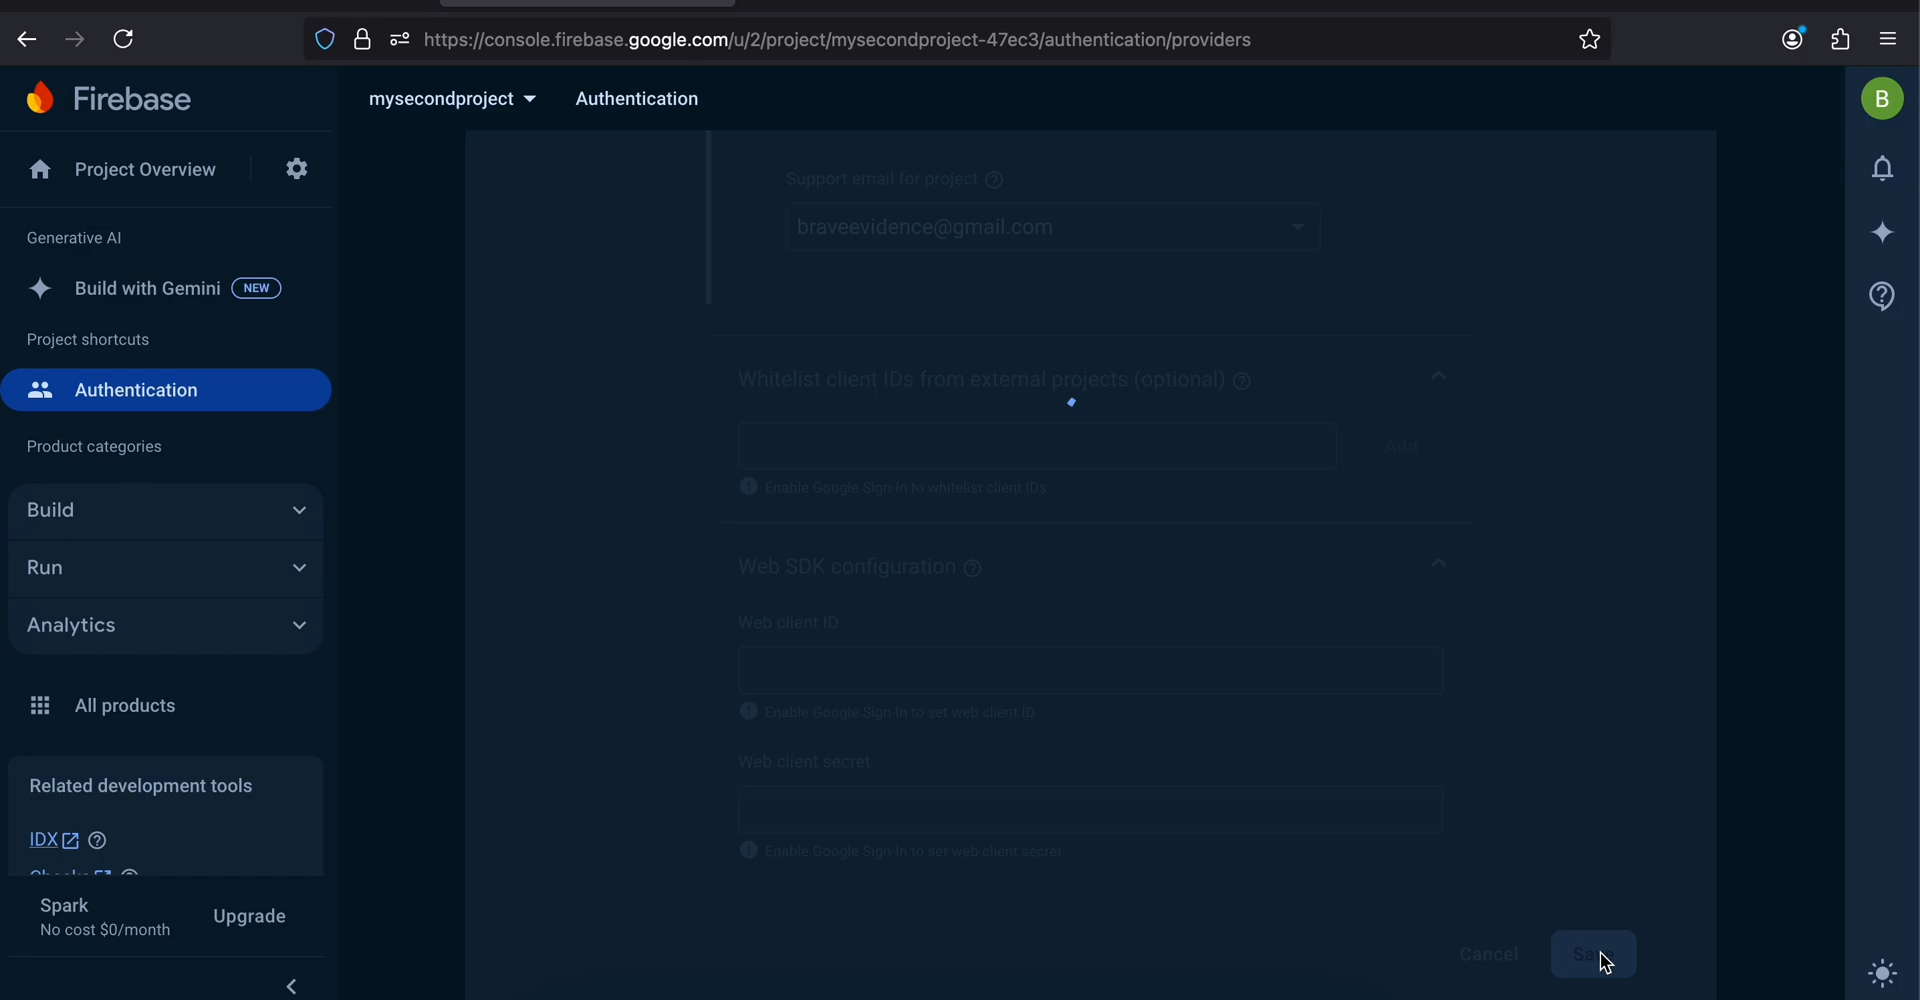 https://console.firebase.google.com/u/2/project/mysecondproject-47ec3/authentication/providers
Firebase
mysecondproject
Authentication
B
Project Overview
Generative AI
Build with Gemini NEW
Project shortcuts
Authentication
Product categories
Build
Run
Analytics
All products
Related development tools
IDX
Spark
No cost $0/month
Upgrade
Support email for project
braveevidence@gmail.com
Whitelist client IDs from external projects (optional)
Add
Enable Google Sign-In to whitelist client IDs
Web SDK configuration
Web client ID
Enable Google Sign-In to set web client ID
Web client secret
Enable Google Sign-In to set web client secret
Cancel